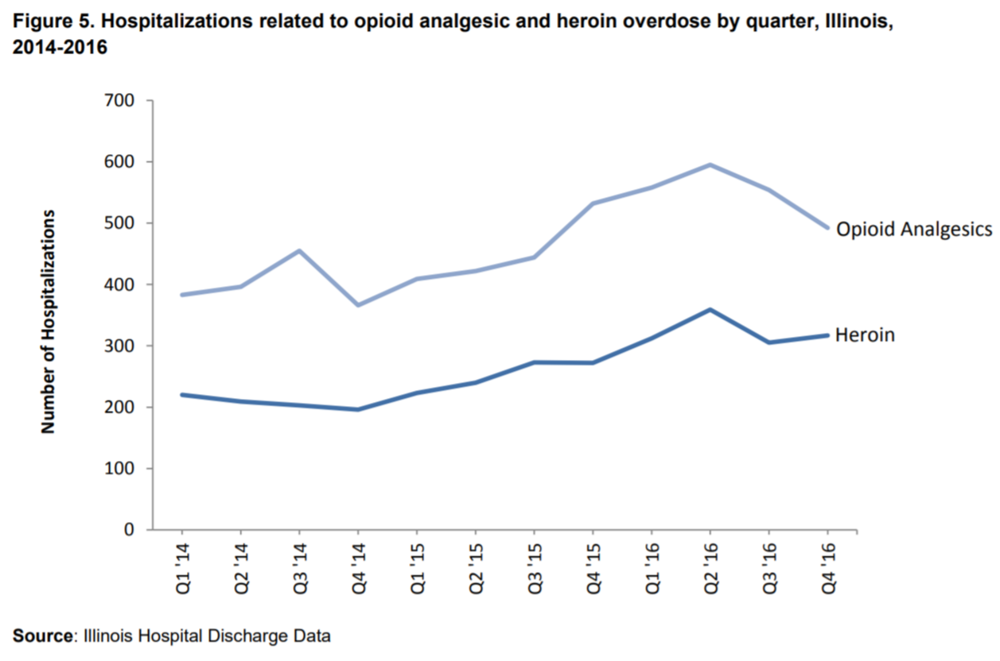 Figure 5. Hospitalizations related to opioid analgesic and heroin overdose by quarter, Illinois,
2014-2016
Number of Hospitalizations
700
600
500
400
300
200
100
0
Opioid Analgesics
Heroin
Q1 '14
Q2 '14
Q3 '14
Q4 '14
Q1 '15
Q2 '15
Q3 '15
Q4 '15
Q1 '16
Q2 '16
Q3 '16
Q4 '16
Source: Illinois Hospital Discharge Data